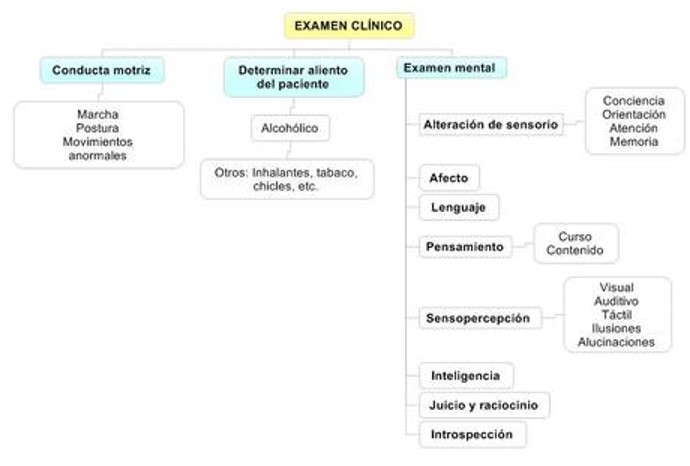 EXAMEN CLÍNICO
Conducta motriz
Marcha
Postura
Movimientos
anormales
Determinar aliento
del paciente
Alcohólico
Otros: Inhalantes, tabaco,
chicles, etc.
Examen mental
Alteración de sensorio
Conciencia
Orientación
Atención
Memoria
Afecto
Lenguaje
Pensamiento
Curso
Contenido
Sensopercepción
Visual
Auditivo
Táctil
Ilusiones
Alucinaciones
Inteligencia
Juicio y raciocinio
Introspección